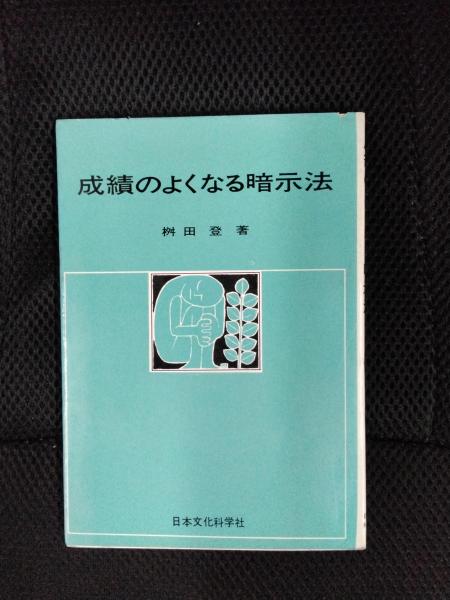 成績のよくなる暗示法
桝田登著
日本文化科学社